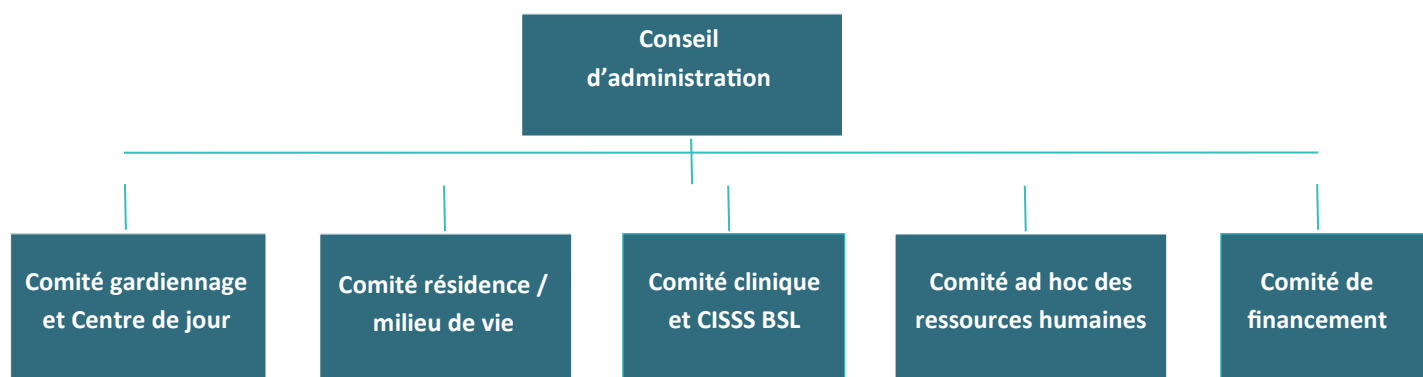 Conseil
d’administration
Comité gardiennage
et Centre de jour
Comité résidence /
milieu de vie
Comité clinique
et CISSS BSL
Comité ad hoc des
ressources humaines
Comité de
financement